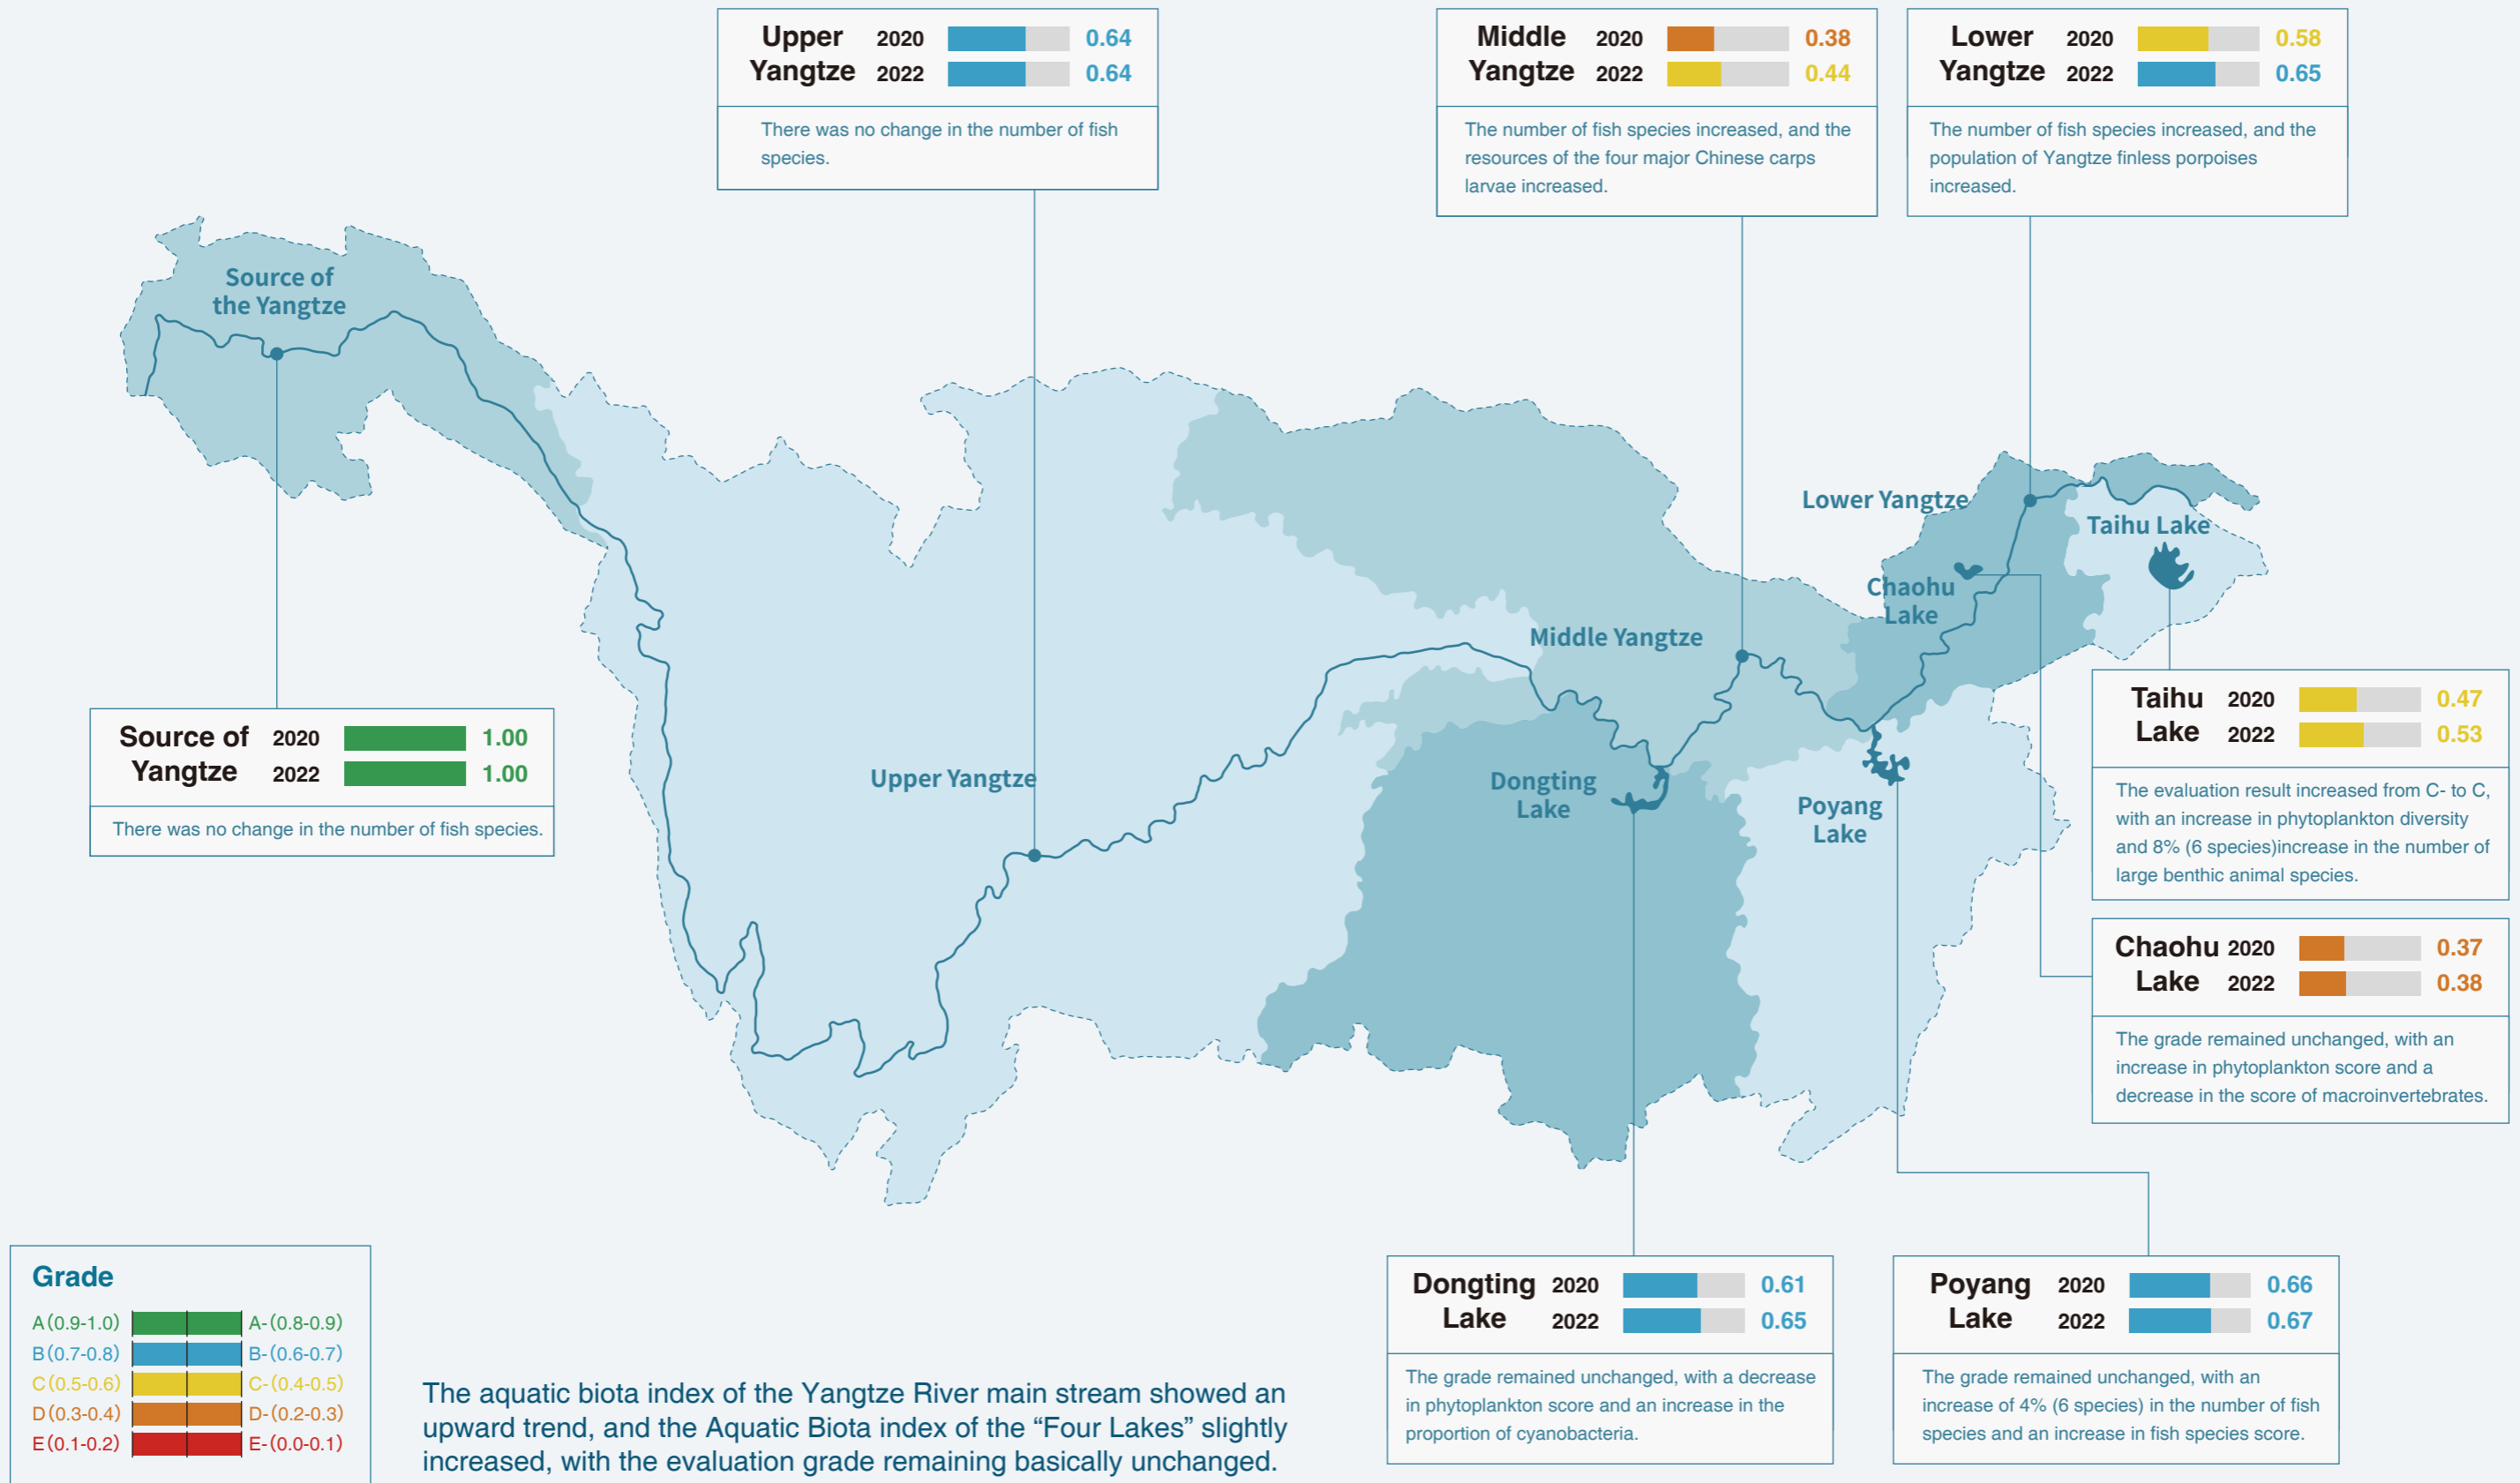 Upper 2020 0.64
Yangtze 2022 0.64
There was no change in the number of fish
species.
Middle 2020 0.38
Yangtze 2022 0.44
The number of fish species increased, and the
resources of the four major Chinese carps
larvae increased.
Lower 2020 0.58
Yangtze 2022 0.65
The number of fish species increased, and the
population of Yangtze finless porpoises
increased.
Source of
the Yangtze
Lower Yangtze
Taihu Lake
Chaohu
Lake
Middle Yangtze
Upper Yangtze
Dongting
Lake
Poyang
Lake
Source of 2020 1.00
Yangtze 2022 1.00
There was no change in the number of fish species.
Taihu 2020 0.47
Lake 2022 0.53
The evaluation result increased from C- to C,
with an increase in phytoplankton diversity
and 8% (6 species)increase in the number of
large benthic animal species.
Chaohu 2020 0.37
Lake 2022 0.38
The grade remained unchanged, with an
increase in phytoplankton score and a
decrease in the score of macroinvertebrates.
Dongting 2020 0.61
Lake 2022 0.65
The grade remained unchanged, with a decrease
in phytoplankton score and an increase in the
proportion of cyanobacteria.
Poyang 2020 0.66
Lake 2022 0.67
The grade remained unchanged, with an
increase of 4% (6 species) in the number of fish
species and an increase in fish species score.
Grade
A(0.9-1.0) A-(0.8-0.9)
B(0.7-0.8) B-(0.6-0.7)
C(0.5-0.6) C-(0.4-0.5)
D(0.3-0.4) D-(0.2-0.3)
E(0.1-0.2) E-(0.0-0.1)
The aquatic biota index of the Yangtze River main stream showed an
upward trend, and the Aquatic Biota index of the “Four Lakes” slightly
increased, with the evaluation grade remaining basically unchanged.